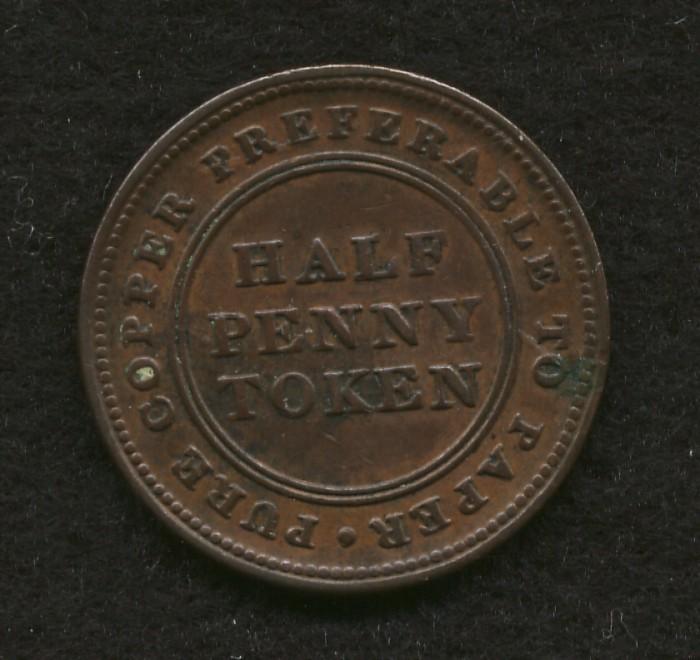 PURE COPPER PREFERABLE TO PAPER •
HALF
PENNY
TOKEN